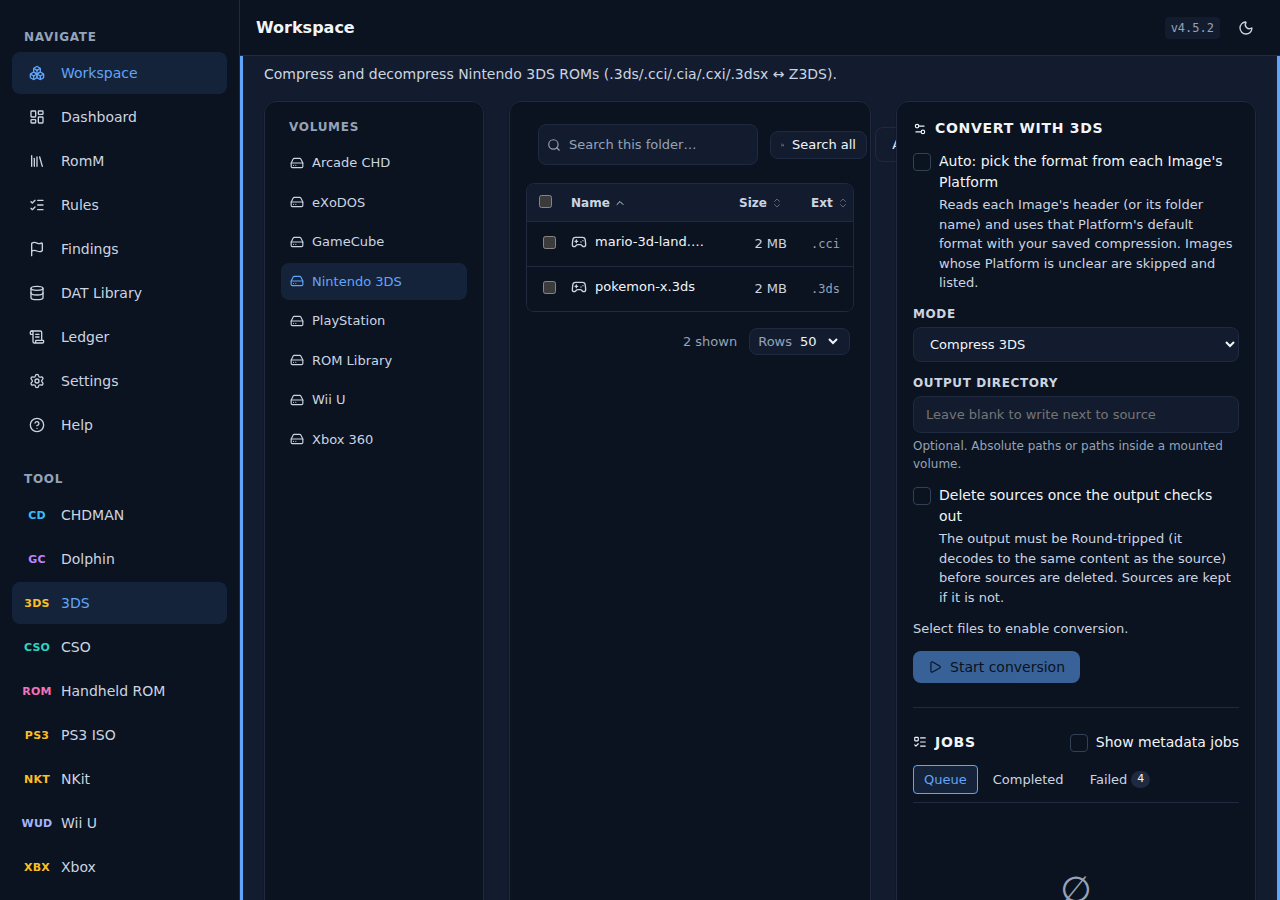 NAVIGATE
Workspace
Dashboard
RomM
Rules
Findings
DAT Library
Ledger
Settings
Help
TOOL
CD CHDMAN
GC Dolphin
3DS 3DS
CSO CSO
ROM Handheld ROM
PS3 PS3 ISO
NKT NKit
WUD Wii U
XBX Xbox
Workspace
v4.5.2
Compress and decompress Nintendo 3DS ROMs (.3ds/.cci/.cia/.cxi/.3dsx ↔ Z3DS).
VOLUMES
Arcade CHD
eXoDOS
GameCube
Nintendo 3DS
PlayStation
ROM Library
Wii U
Xbox 360
Search this folder…
Search all
Name Size Ext
mario-3d-land.… 2 MB .cci
pokemon-x.3ds 2 MB .3ds
2 shown Rows 50
CONVERT WITH 3DS
Auto: pick the format from each Image's
Platform
Reads each Image's header (or its folder
name) and uses that Platform's default
format with your saved compression. Images
whose Platform is unclear are skipped and
listed.
MODE
Compress 3DS
OUTPUT DIRECTORY
Leave blank to write next to source
Optional. Absolute paths or paths inside a mounted
volume.
Delete sources once the output checks
out
The output must be Round-tripped (it
decodes to the same content as the source)
before sources are deleted. Sources are kept
if it is not.
Select files to enable conversion.
Start conversion
JOBS
Show metadata jobs
Queue Completed Failed 4